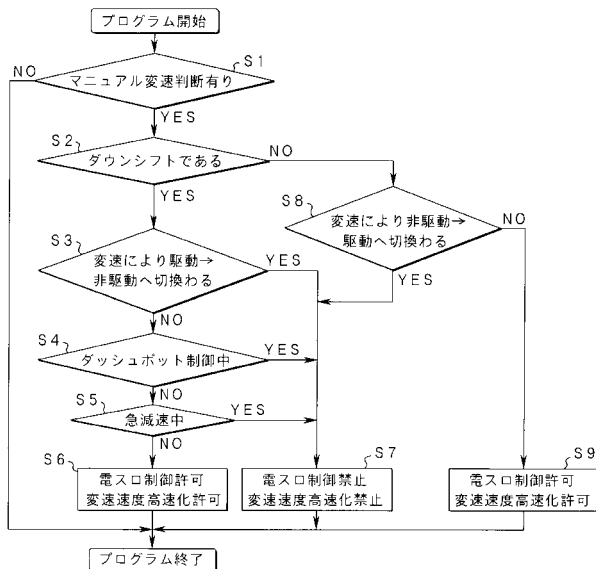 プログラム開始
S1
NO
マニュアル変速判断有り
YES
S2
ダウンシフトである
NO
YES
S8
変速により非駆動→
駆動へ切換わる
NO
YES
S3
変速により駆動→
非駆動へ切換わる
YES
NO
S4
ダッシュポット制御中
YES
NO
S5
急減速中
YES
NO
S6
電スロ制御許可
変速速度高速化許可
S7
電スロ制御禁止
変速速度高速化禁止
S9
電スロ制御許可
変速速度高速化許可
プログラム終了